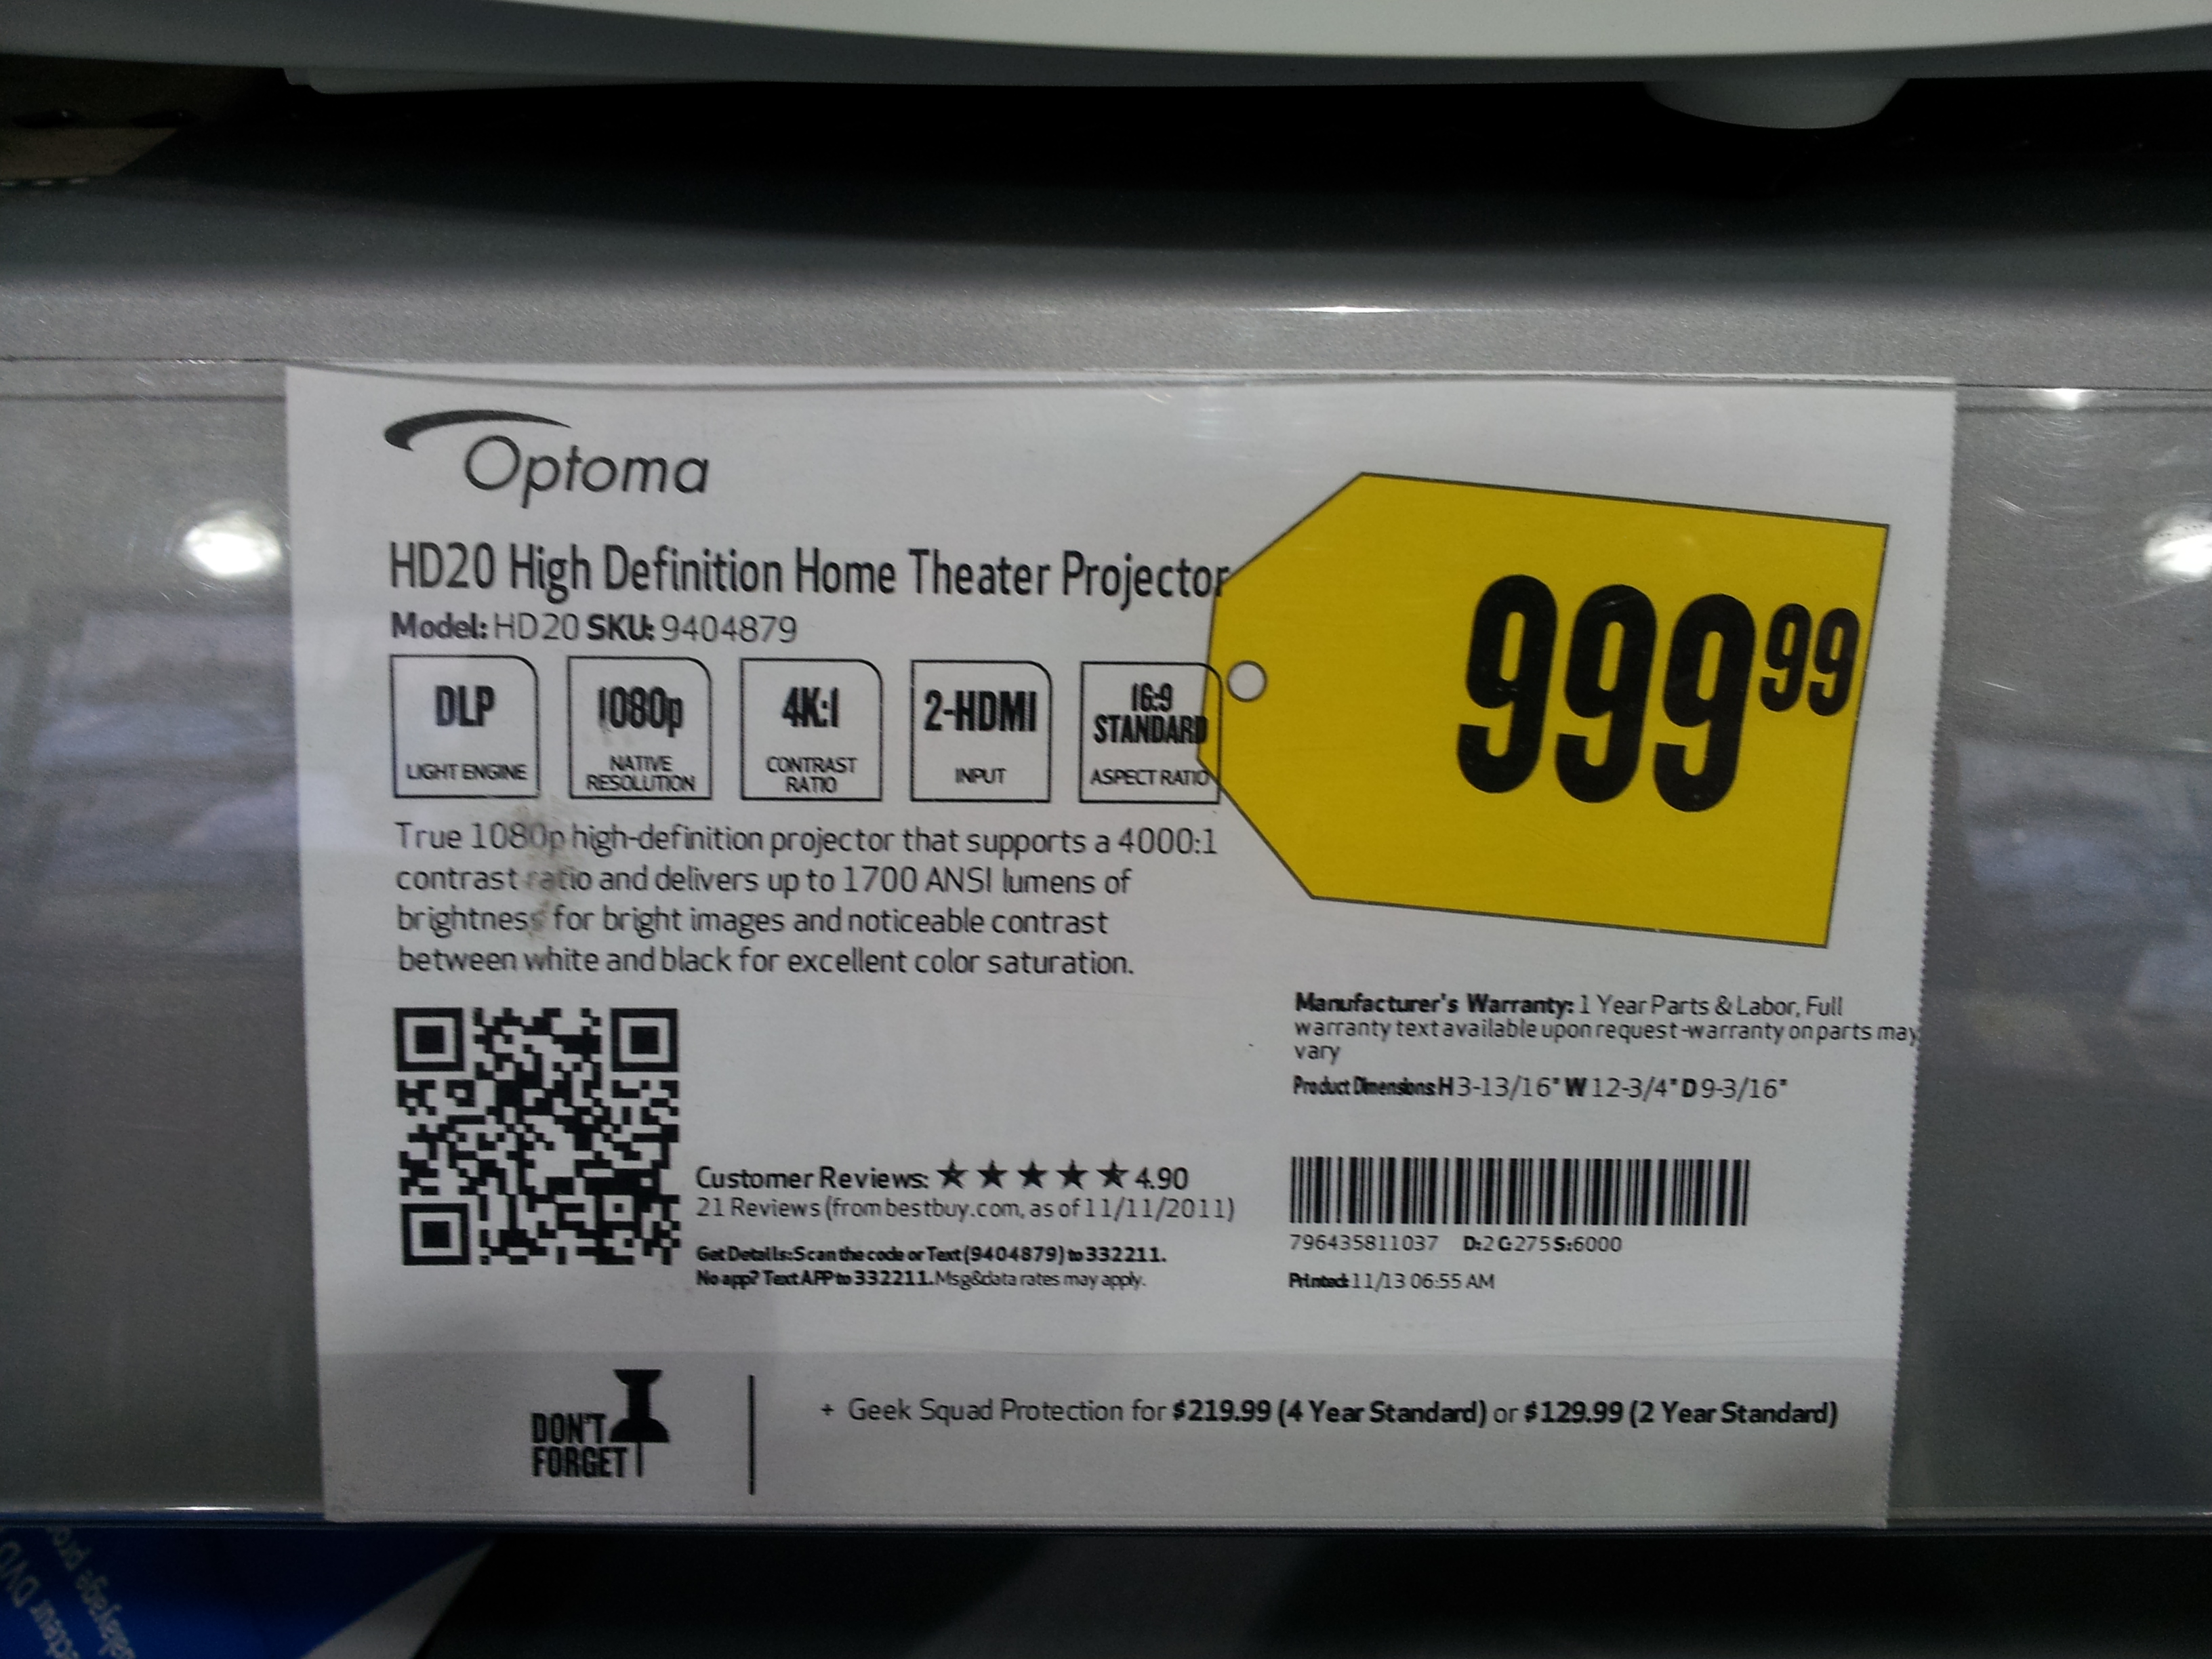 Optoma
HD20 High Definition Home Theater Projector
Model: HD20 SKU: 9404879
999 99
DLP
LIGHT ENGINE
1080p
NATIVE
RESOLUTION
4K:1
CONTRAST
RATIO
2-HDMI
INPUT
16:9
STANDARD
ASPECT RATIO
True 1080p high-definition projector that supports a 4000:1
contrast ratio and delivers up to 1700 ANSI lumens of
brightness for bright images and noticeable contrast
between white and black for excellent color saturation.
Manufacturer's Warranty: 1 Year Parts & Labor, Full
warranty text available upon request -warranty on parts may
vary
Product Dimensions: H 3-13/16" W 12-3/4" D 9-3/16"
Customer Reviews: ★ ★ ★ ★ ★ 4.90
21 Reviews (from bestbuy.com, as of 11/11/2011)
Get Details: Scan the code or Text (9404879) to 332211.
No app? Text APP to 332211. Msg&data rates may apply.
796435811037 D:2 C:275 S:6000
Printed: 11/13 06:55 AM
DON'T
FORGET
+ Geek Squad Protection for $219.99 (4 Year Standard) or $129.99 (2 Year Standard)